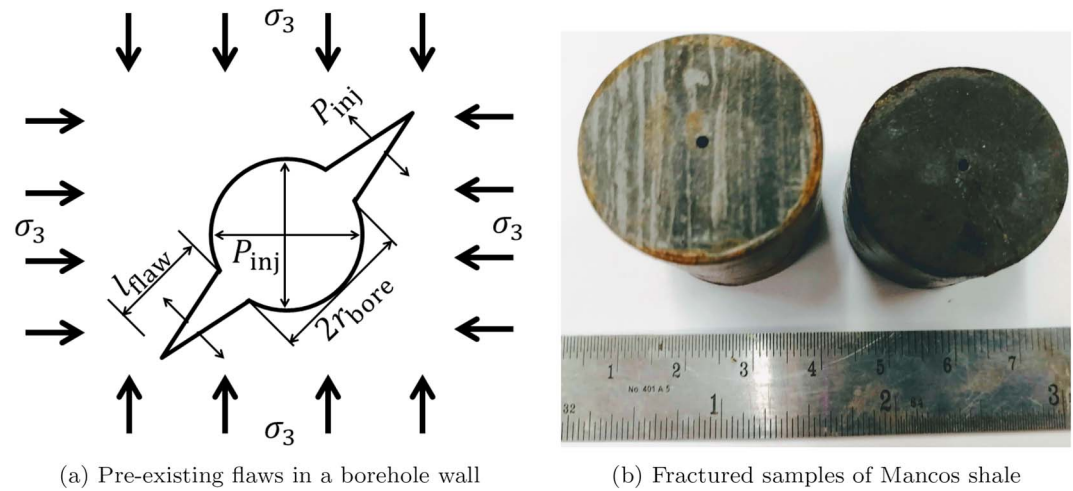 σ₃
P_inj
σ₃
P_inj
σ₃
l_flaw
2r_bore
σ₃
1 2 3 4 5 6 7
No. 401 A 5
1 2 3
32 64
(a) Pre-existing flaws in a borehole wall
(b) Fractured samples of Mancos shale